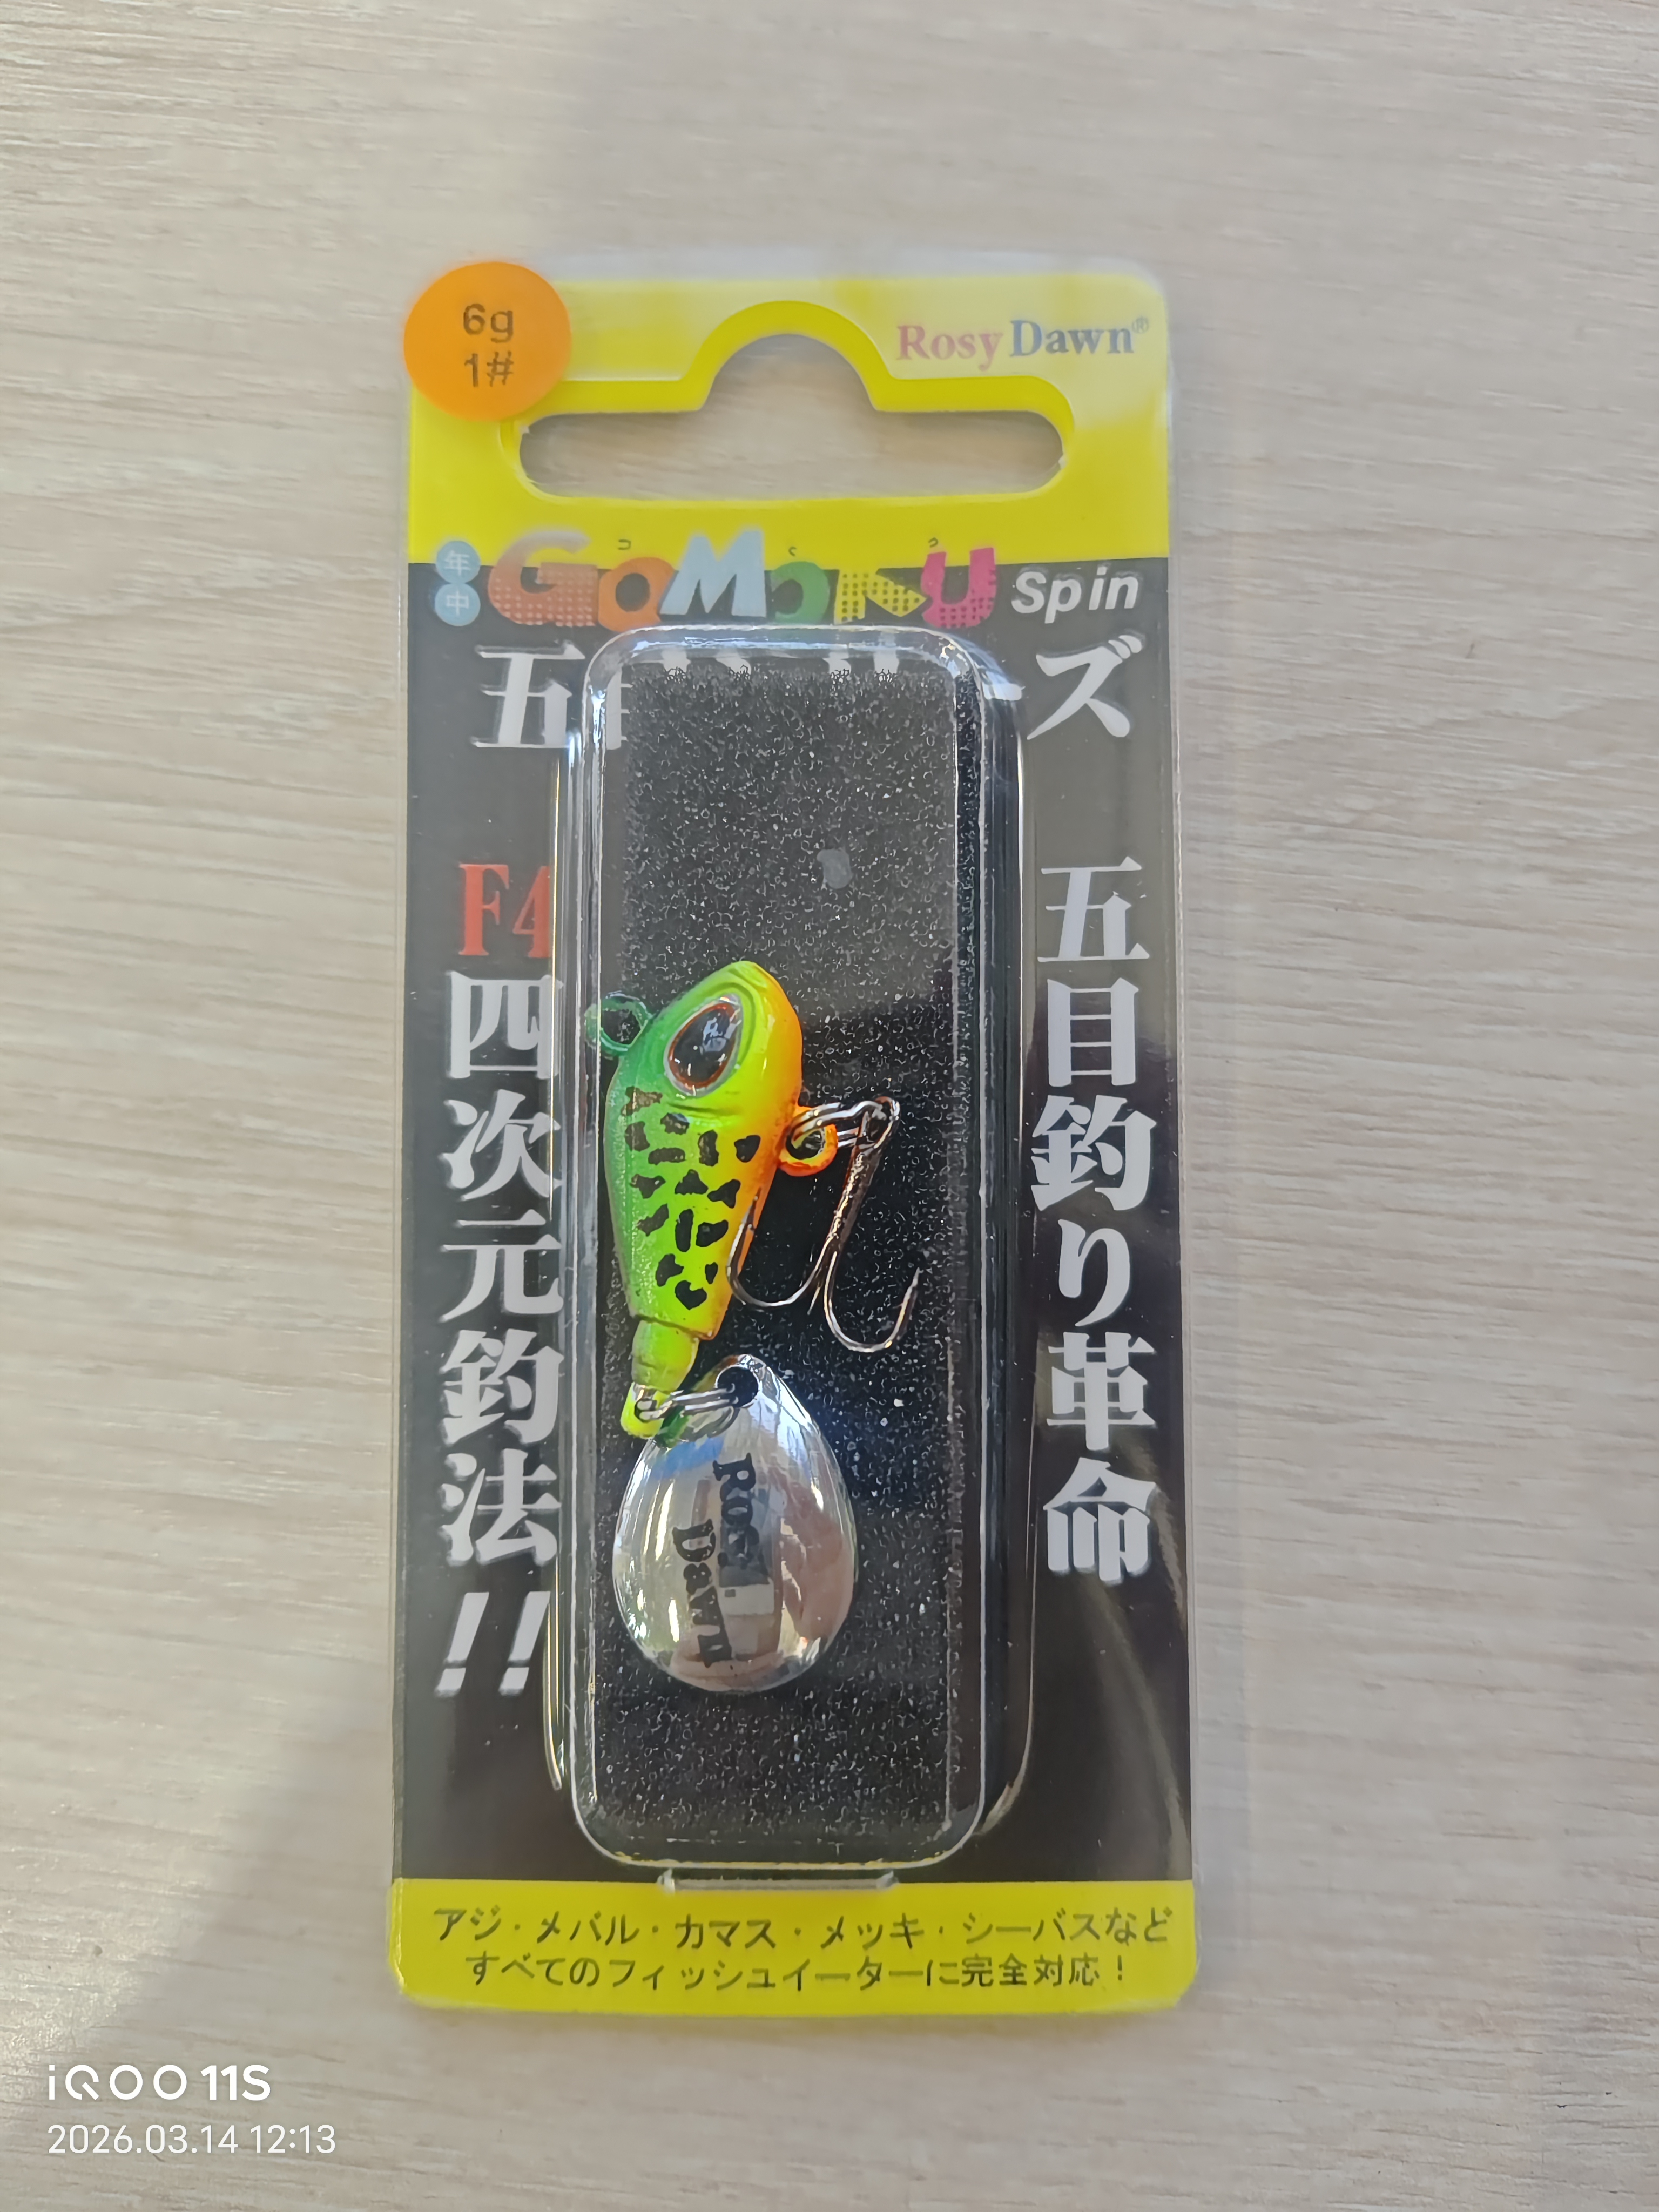 6g
1#
Rosy Dawn®
年中
GoMoKu Spin
五
ズ
F4
四次元釣法!!
五目釣り革命
Rosy
Dawn
アジ・メバル・カマス・メッキ・シーバスなど
すべてのフィッシュイーターに完全対応！
iQOO 11S
2026.03.14 12:13